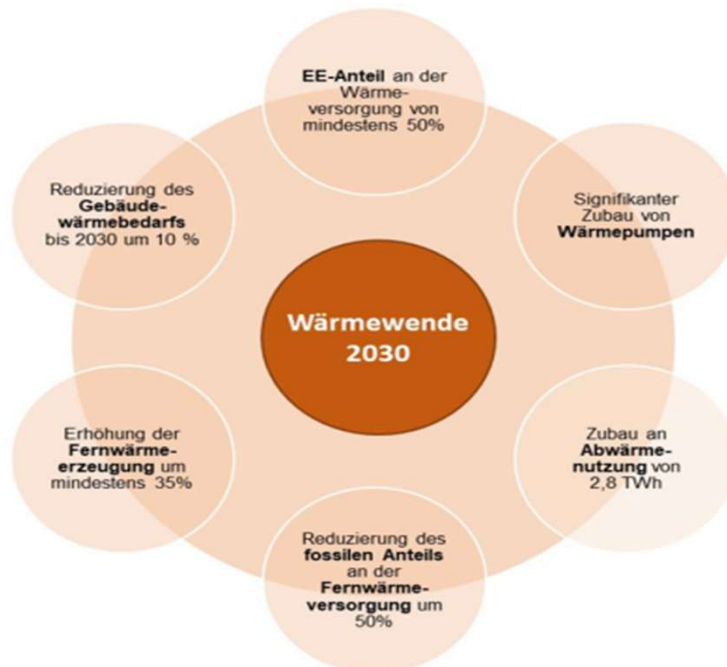 EE-Anteil an der
Wärme-
versorgung von
mindestens 50%
Signifikanter
Zubau von
Wärmepumpen
Zubau an
Abwärme-
nutzung von
2,8 TWh
Reduzierung des
fossilen Anteils
an der
Fernwärme-
versorgung um
50%
Erhöhung der
Fernwärme-
erzeugung um
mindestens 35%
Reduzierung des
Gebäude-
wärmebedarfs
bis 2030 um 10 %
Wärmewende
2030